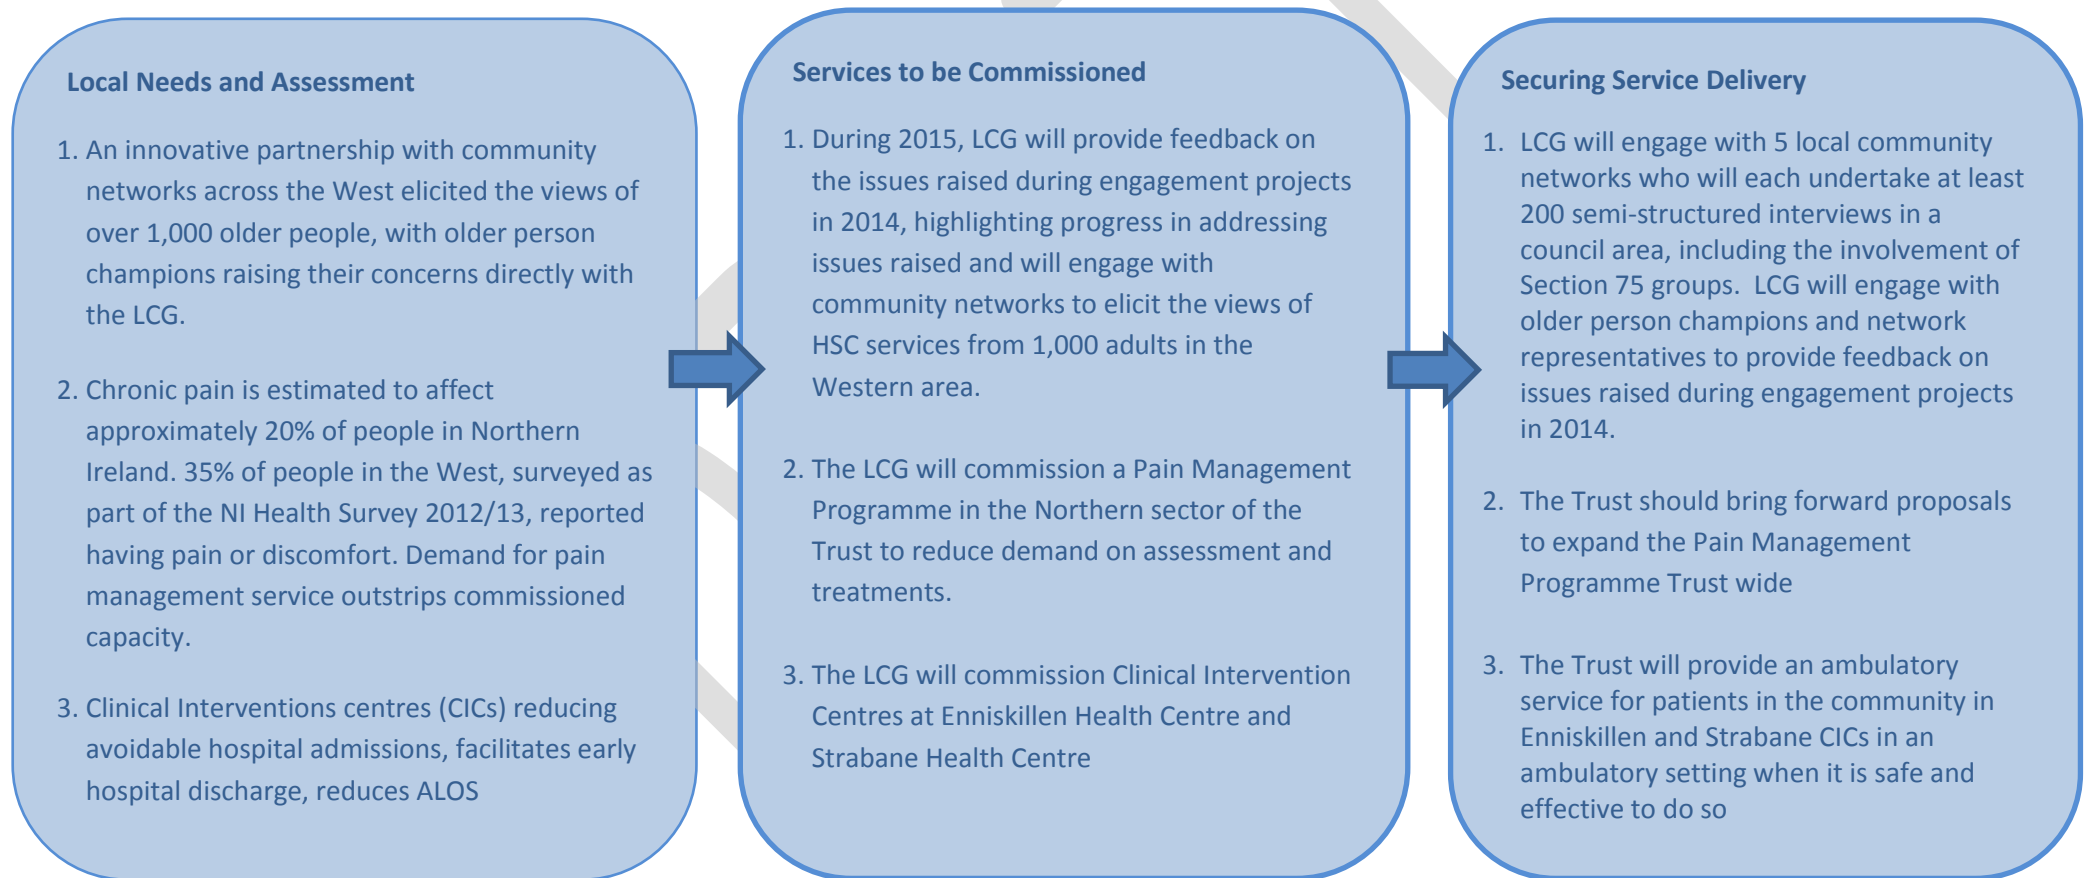 Local Needs and Assessment
1. An innovative partnership with community
networks across the West elicited the views of
over 1,000 older people, with older person
champions raising their concerns directly with
the LCG.
2. Chronic pain is estimated to affect
approximately 20% of people in Northern
Ireland. 35% of people in the West, surveyed as
part of the NI Health Survey 2012/13, reported
having pain or discomfort. Demand for pain
management service outstrips commissioned
capacity.
3. Clinical Interventions centres (CICs) reducing
avoidable hospital admissions, facilitates early
hospital discharge, reduces ALOS
Services to be Commissioned
1. During 2015, LCG will provide feedback on
the issues raised during engagement projects
in 2014, highlighting progress in addressing
issues raised and will engage with
community networks to elicit the views of
HSC services from 1,000 adults in the
Western area.
2. The LCG will commission a Pain Management
Programme in the Northern sector of the
Trust to reduce demand on assessment and
treatments.
3. The LCG will commission Clinical Intervention
Centres at Enniskillen Health Centre and
Strabane Health Centre
Securing Service Delivery
1. LCG will engage with 5 local community
networks who will each undertake at least
200 semi-structured interviews in a
council area, including the involvement of
Section 75 groups.  LCG will engage with
older person champions and network
representatives to provide feedback on
issues raised during engagement projects
in 2014.
2. The Trust should bring forward proposals
to expand the Pain Management
Programme Trust wide
3. The Trust will provide an ambulatory
service for patients in the community in
Enniskillen and Strabane CICs in an
ambulatory setting when it is safe and
effective to do so